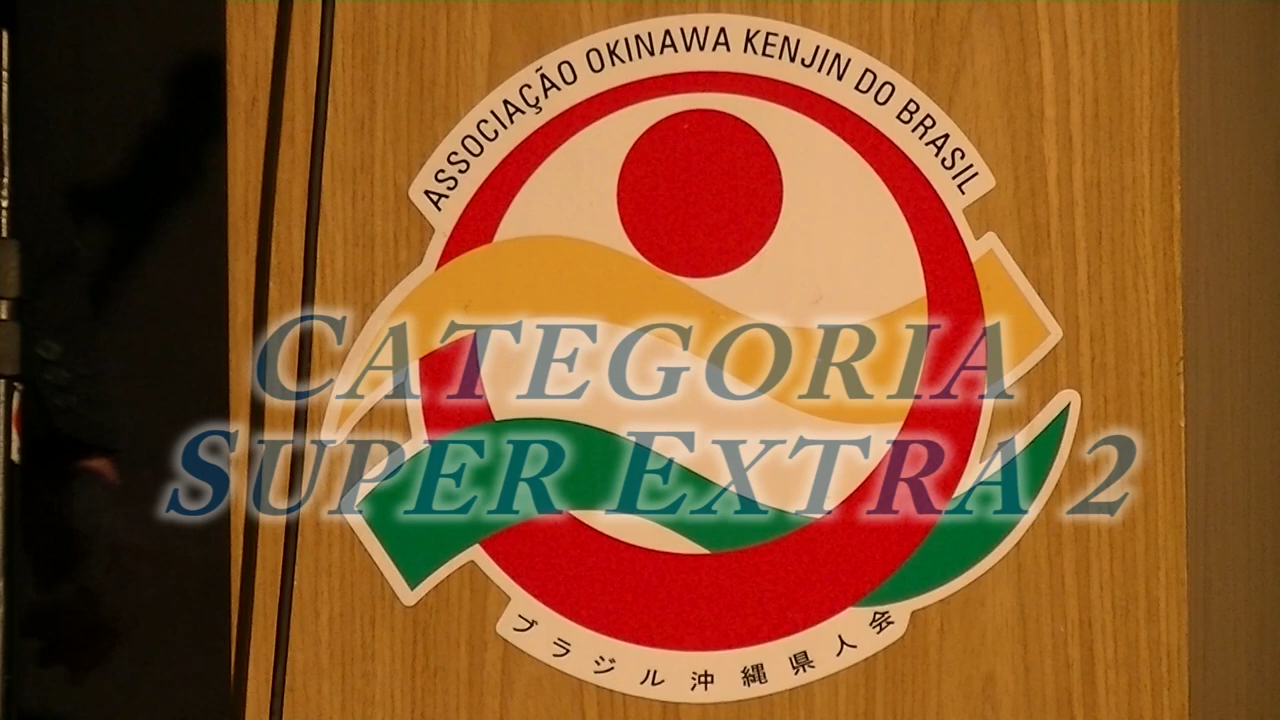 ASSOCIAÇÃO OKINAWA KENJIN DO BRASIL
CATEGORIA
SUPER EXTRA 2
ブラジル沖縄県人会